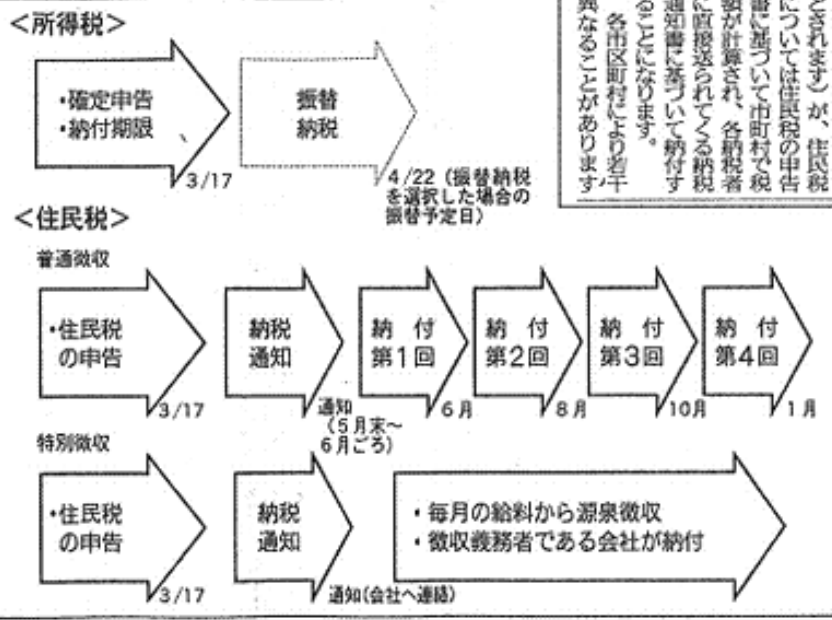 とされます)が、住民税
については住民税の申告
書に基づいて市町村で税
額が計算され、各納税者
に直接送られてくる納税
通知書に基づいて納付す
ることになります。
各市区町村により若干
異なることがあります
<所得税>
・確定申告
・納付期限
3/17
振替
納税
4/22(振替納税
を選択した場合の
振替予定日)
<住民税>
普通徴収
・住民税
の申告
3/17
納税
通知
通知
(5月末〜
6月ごろ)
納 付
第1回
6月
納 付
第2回
8月
納 付
第3回
10月
納 付
第4回
1月
特別徴収
・住民税
の申告
3/17
納税
通知
通知(会社へ連絡)
・毎月の給料から源泉徴収
・徴収義務者である会社が納付